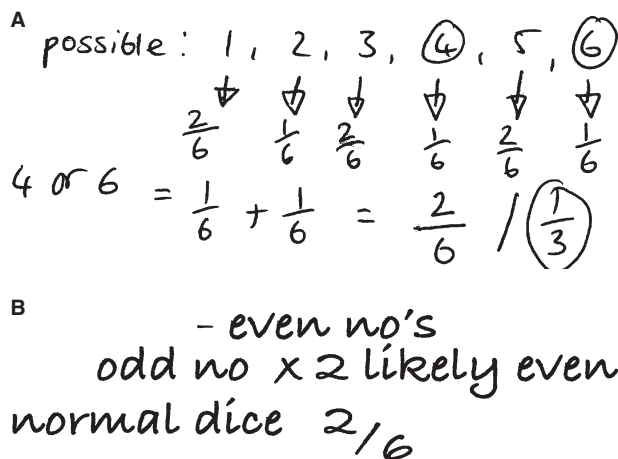 A
possible: 1, 2, 3, 4, 5, 6
2/6 1/6 2/6 1/6 2/6 1/6
4 or 6 = 1/6 + 1/6 = 2/6 / 1/3
B
- even no's
odd no x 2 likely even
normal dice 2/6